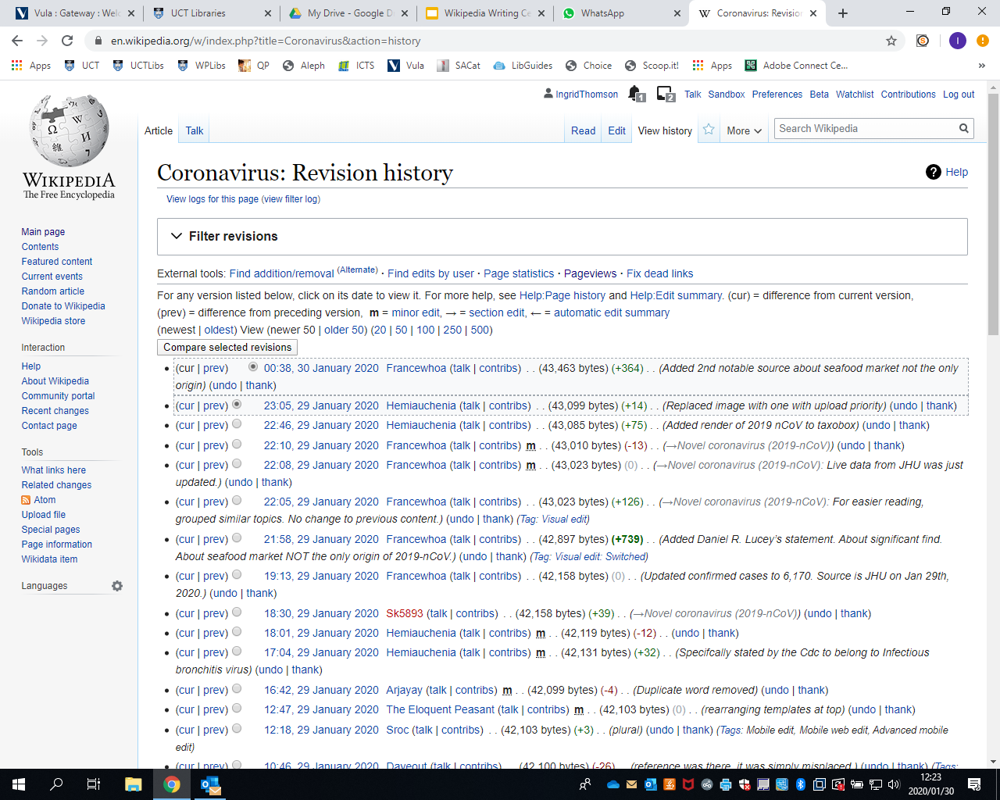 Vula : Gateway : Welc
UCT Libraries
My Drive - Google D
Wikipedia Writing Ce
WhatsApp
Coronavirus: Revision
en.wikipedia.org/w/index.php?title=Coronavirus&action=history
I
Apps
UCT
UCTLibs
WPLibs
QP
Aleph
ICTS
Vula
SACat
LibGuides
Choice
Scoop.it!
Apps
Adobe Connect Ce...
»
IngridThomson 1 2 Talk Sandbox Preferences Beta Watchlist Contributions Log out
Article Talk Read Edit View history More Search Wikipedia
WIKIPEDIA
The Free Encyclopedia
Main page
Contents
Featured content
Current events
Random article
Donate to Wikipedia
Wikipedia store
Interaction
Help
About Wikipedia
Community portal
Recent changes
Contact page
Tools
What links here
Related changes
Atom
Upload file
Special pages
Page information
Wikidata item
Languages
Coronavirus: Revision history
Help
View logs for this page (view filter log)
Filter revisions
External tools: Find addition/removal (Alternate) · Find edits by user · Page statistics · Pageviews · Fix dead links
For any version listed below, click on its date to view it. For more help, see Help:Page history and Help:Edit summary. (cur) = difference from current version,
(prev) = difference from preceding version, m = minor edit, → = section edit, ← = automatic edit summary
(newest | oldest) View (newer 50 | older 50) (20 | 50 | 100 | 250 | 500)
Compare selected revisions
(cur | prev) 00:38, 30 January 2020 Francewhoa (talk | contribs) . . (43,463 bytes) (+364) . . (Added 2nd notable source about seafood market not the only
origin) (undo | thank)
(cur | prev) 23:05, 29 January 2020 Hemiauchenia (talk | contribs) . . (43,099 bytes) (+14) . . (Replaced image with one with upload priority) (undo | thank)
(cur | prev) 22:46, 29 January 2020 Hemiauchenia (talk | contribs) . . (43,085 bytes) (+75) . . (Added render of 2019 nCoV to taxobox) (undo | thank)
(cur | prev) 22:10, 29 January 2020 Francewhoa (talk | contribs) m . . (43,010 bytes) (-13) . . (→Novel coronavirus (2019-nCoV)) (undo | thank)
(cur | prev) 22:08, 29 January 2020 Francewhoa (talk | contribs) m . . (43,023 bytes) (0) . . (→Novel coronavirus (2019-nCoV): Live data from JHU was just
updated.) (undo | thank)
(cur | prev) 22:05, 29 January 2020 Francewhoa (talk | contribs) . . (43,023 bytes) (+126) . . (→Novel coronavirus (2019-nCoV): For easier reading,
grouped similar topics. No change to previous content.) (undo | thank) (Tag: Visual edit)
(cur | prev) 21:58, 29 January 2020 Francewhoa (talk | contribs) . . (42,897 bytes) (+739) . . (Added Daniel R. Lucey's statement. About significant find.
About seafood market NOT the only origin of 2019-nCoV.) (undo | thank) (Tag: Visual edit: Switched)
(cur | prev) 19:13, 29 January 2020 Francewhoa (talk | contribs) . . (42,158 bytes) (0) . . (Updated confirmed cases to 6,170. Source is JHU on Jan 29th,
2020.) (undo | thank)
(cur | prev) 18:30, 29 January 2020 Sk5893 (talk | contribs) . . (42,158 bytes) (+39) . . (→Novel coronavirus (2019-nCoV)) (undo | thank)
(cur | prev) 18:01, 29 January 2020 Hemiauchenia (talk | contribs) m . . (42,119 bytes) (-12) . . (undo | thank)
(cur | prev) 17:04, 29 January 2020 Hemiauchenia (talk | contribs) m . . (42,131 bytes) (+32) . . (Specifcally stated by the Cdc to belong to Infectious
bronchitis virus) (undo | thank)
(cur | prev) 16:42, 29 January 2020 Arjayay (talk | contribs) m . . (42,099 bytes) (-4) . . (Duplicate word removed) (undo | thank)
(cur | prev) 12:47, 29 January 2020 The Eloquent Peasant (talk | contribs) m . . (42,103 bytes) (0) . . (rearranging templates at top) (undo | thank)
(cur | prev) 12:18, 29 January 2020 Sroc (talk | contribs) . . (42,103 bytes) (+3) . . (plural) (undo | thank) (Tags: Mobile edit, Mobile web edit, Advanced mobile
edit)
(cur | prev) 10:46, 29 January 2020 Daveout (talk | contribs) . . (42,100 bytes) (-26) . . (reference was there, it was simply misplaced.) (undo | thank) (Tags:
12:23
2020/01/30